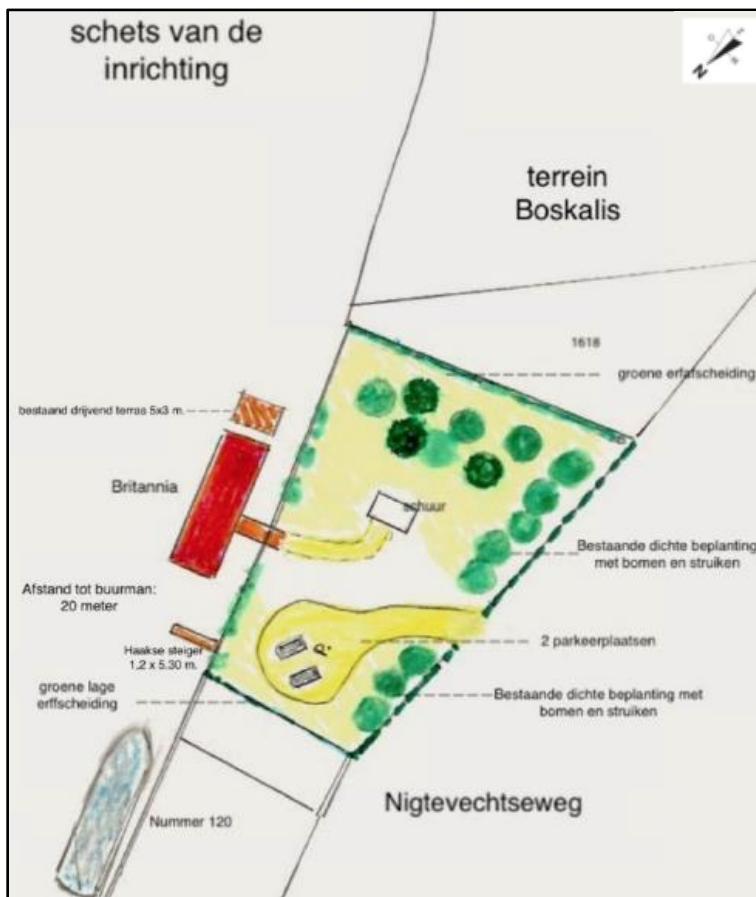 schets van de
inrichting
N
terrein
Boskalis
1618
groene erfafscheiding
bestaand drijvend terras 5x3 m.
Britannia
schuur
Bestaande dichte beplanting
met bomen en struiken
Afstand tot buurman:
20 meter
2 parkeerplaatsen
P.
Haakse steiger
1,2 x 5.30 m.
groene lage
erffscheiding
Bestaande dichte beplanting met
bomen en struiken
Nigtevechtseweg
Nummer 120